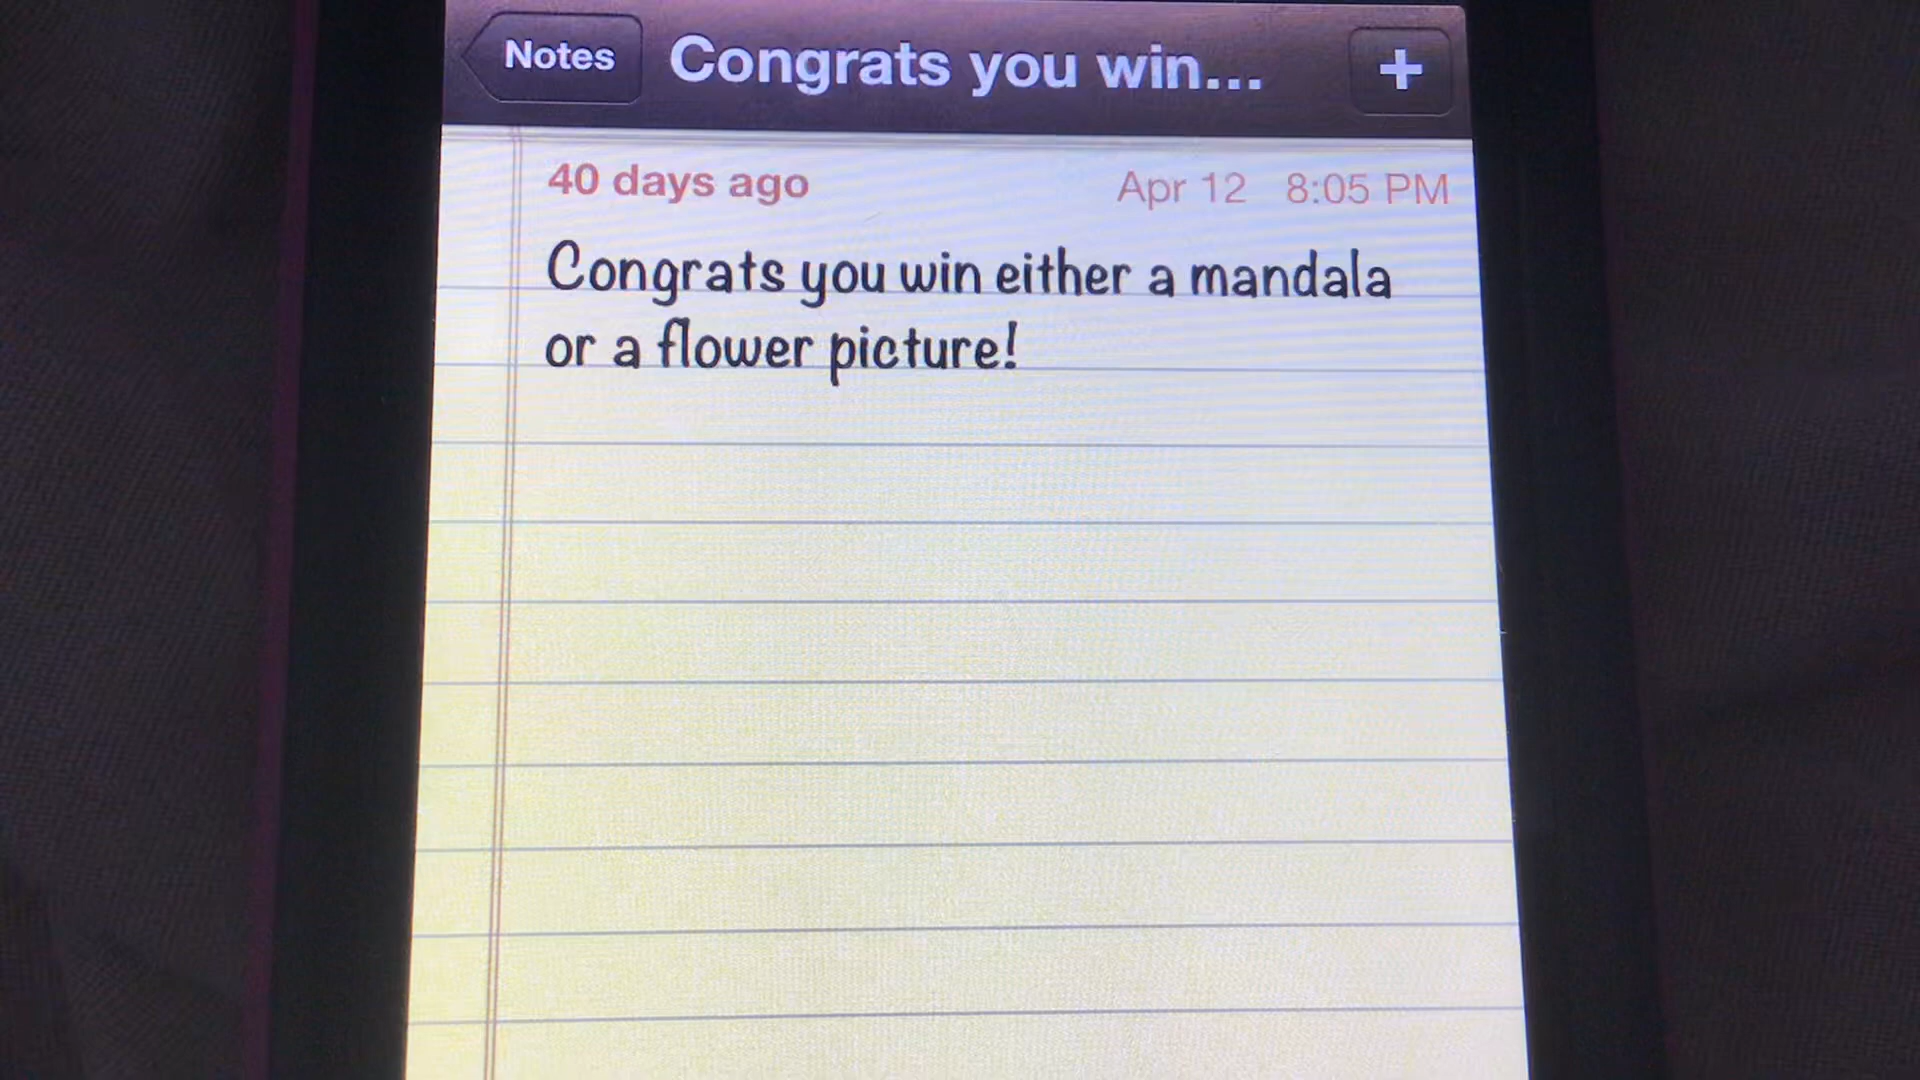 Notes Congrats you win... +
40 days ago Apr 12 8:05 PM
Congrats you win either a mandala
or a flower picture!